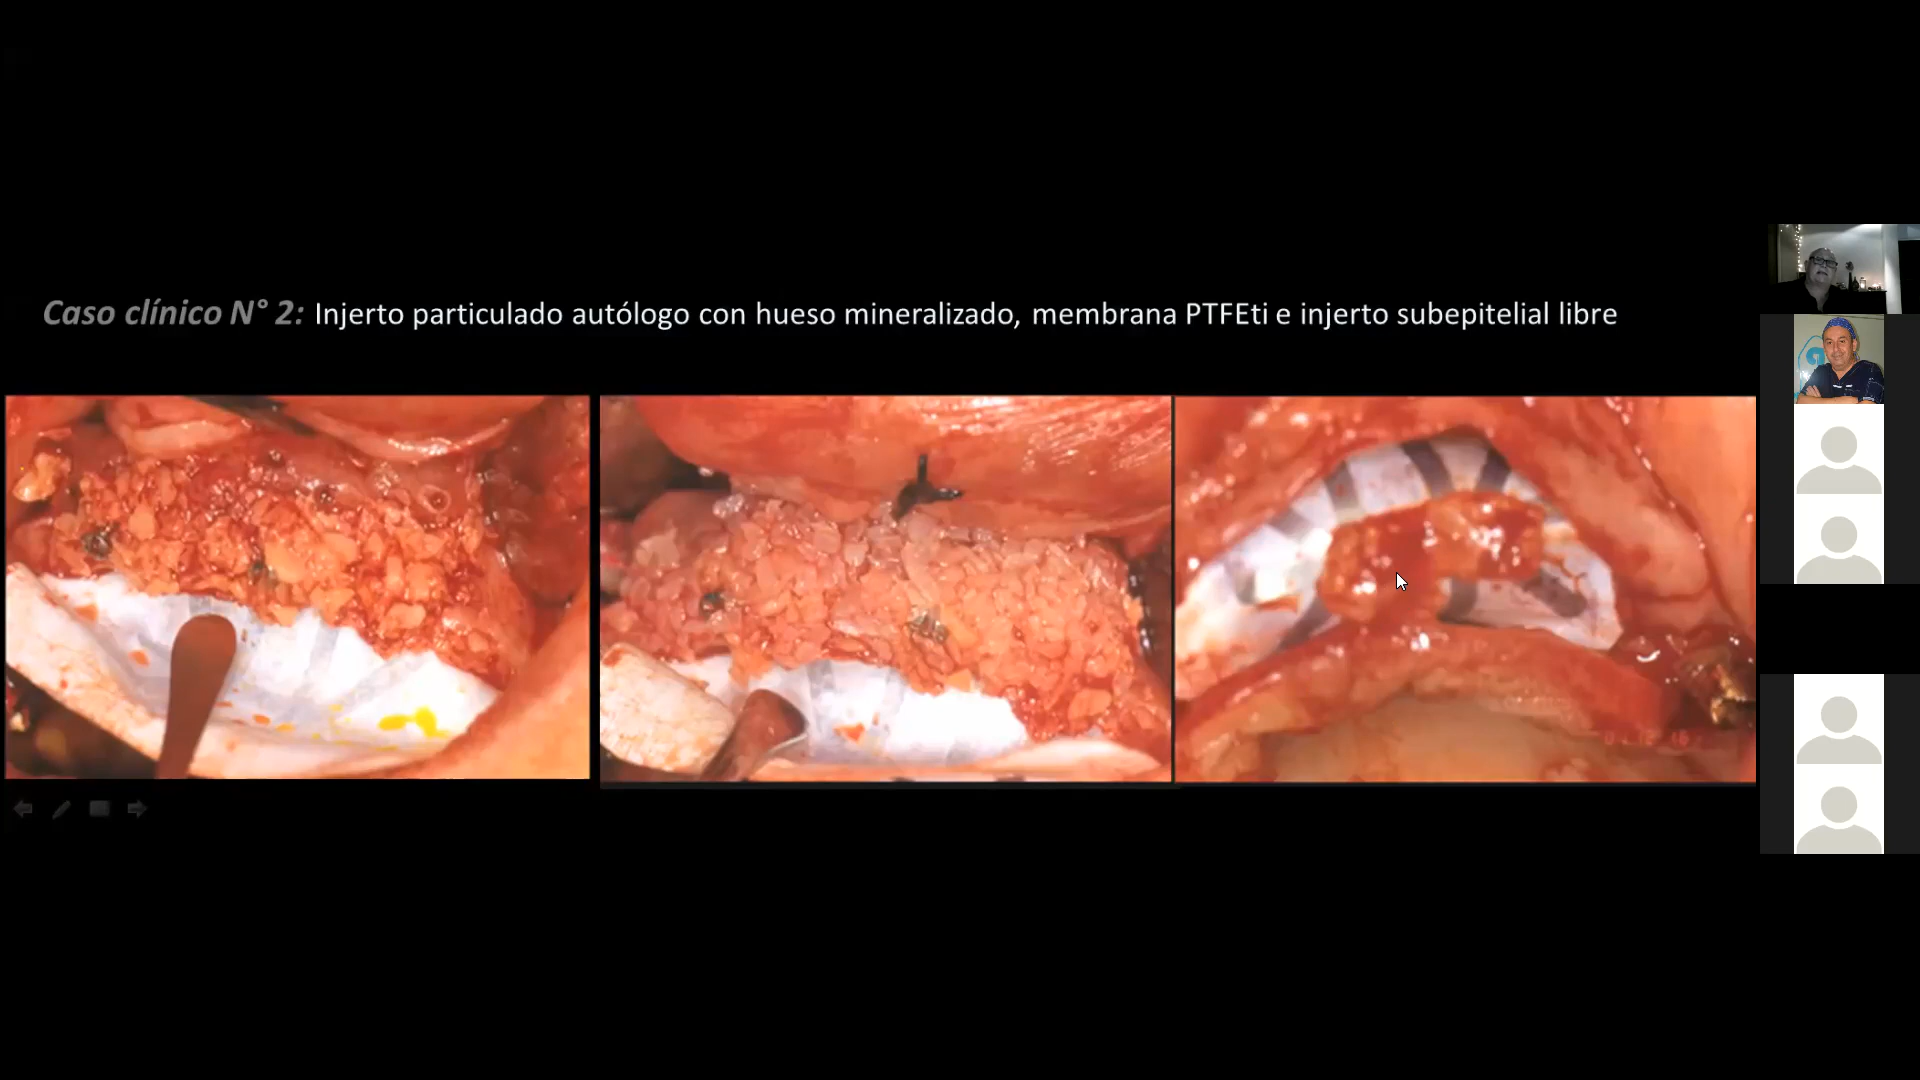 Caso clínico N° 2: Injerto particulado autólogo con hueso mineralizado, membrana PTFEti e injerto subepitelial libre